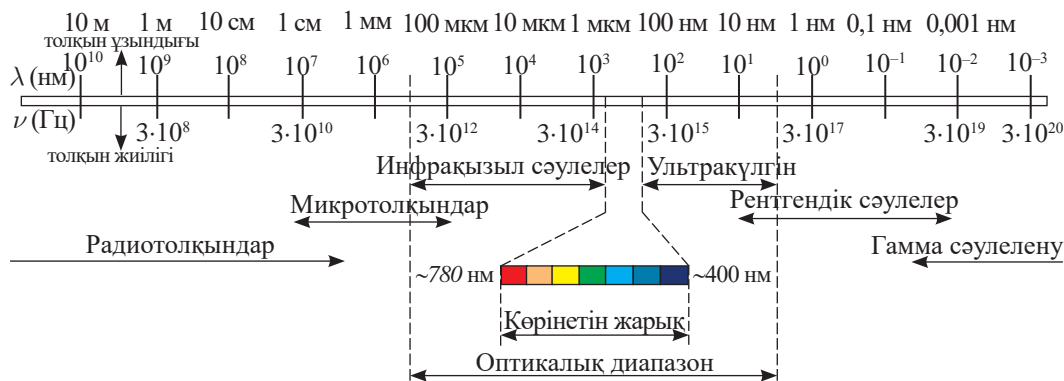 10 м 1 м 10 см 1 см 1 мм 100 мкм 10 мкм 1 мкм 100 нм 10 нм 1 нм 0,1 нм 0,001 нм
толқын ұзындығы
λ (нм) 10¹⁰ 10⁹ 10⁸ 10⁷ 10⁶ 10⁵ 10⁴ 10³ 10² 10¹ 10⁰ 10⁻¹ 10⁻² 10⁻³
ν (Гц) 3·10⁸ 3·10¹⁰ 3·10¹² 3·10¹⁴ 3·10¹⁵ 3·10¹⁷ 3·10¹⁹ 3·10²⁰
толқын жиілігі
Инфрақызыл сәулелер Ультракүлгін
Микротолқындар Рентгендік сәулелер
Радиотолқындар Гамма сәулелену
~780 нм ~400 нм
Көрінетін жарық
Оптикалық диапазон